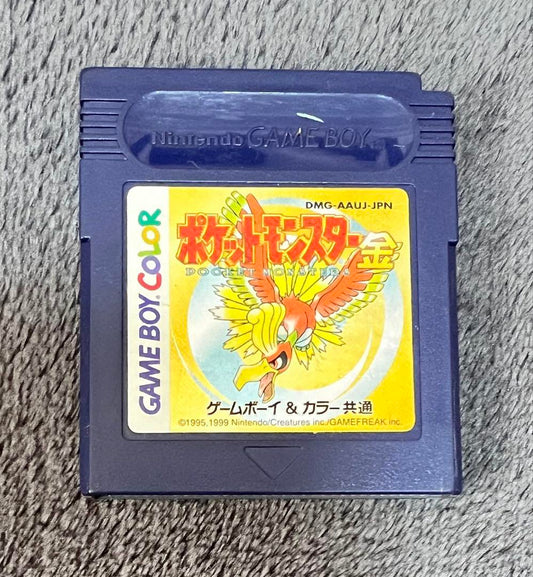 Nintendo GAME BOY
DMG-AAUJ-JPN
ポケットモンスター金
POCKET MONSTERS
GAME BOY COLOR
ゲームボーイ & カラー共通
©1995,1999 Nintendo/Creatures inc./GAMEFREAK inc.